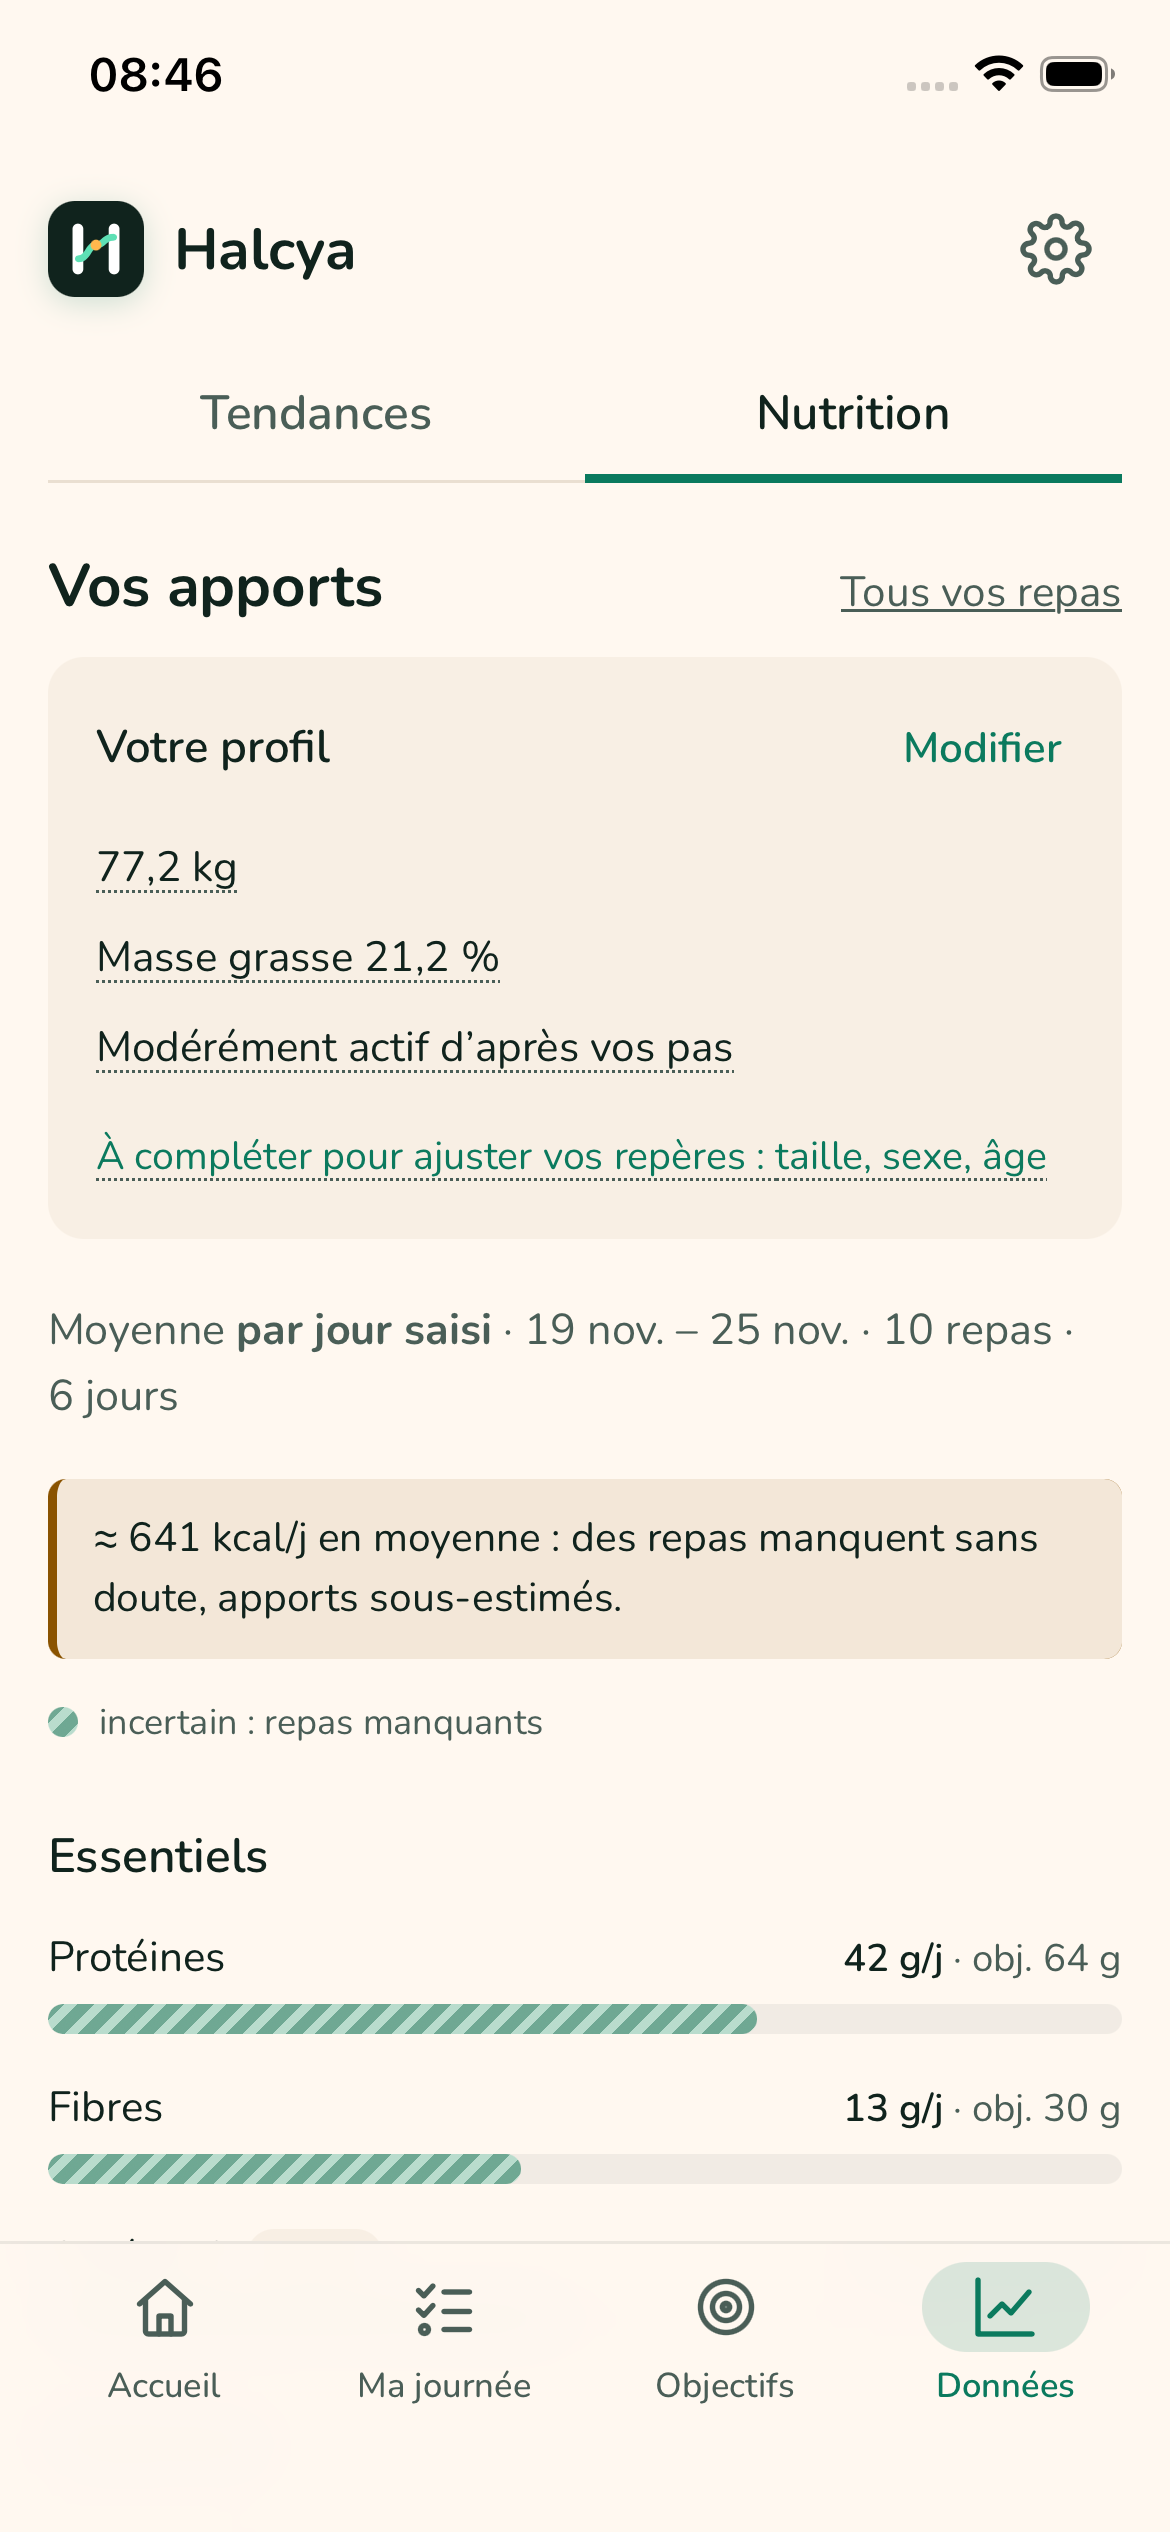 08:46
Halcya
Tendances
Nutrition
Vos apports
Tous vos repas
Votre profil
Modifier
77,2 kg
Masse grasse 21,2 %
Modérément actif d’après vos pas
À compléter pour ajuster vos repères : taille, sexe, âge
Moyenne par jour saisi · 19 nov. – 25 nov. · 10 repas ·
6 jours
≈ 641 kcal/j en moyenne : des repas manquent sans
doute, apports sous-estimés.
incertain : repas manquants
Essentiels
Protéines
42 g/j · obj. 64 g
Fibres
13 g/j · obj. 30 g
Accueil
Ma journée
Objectifs
Données